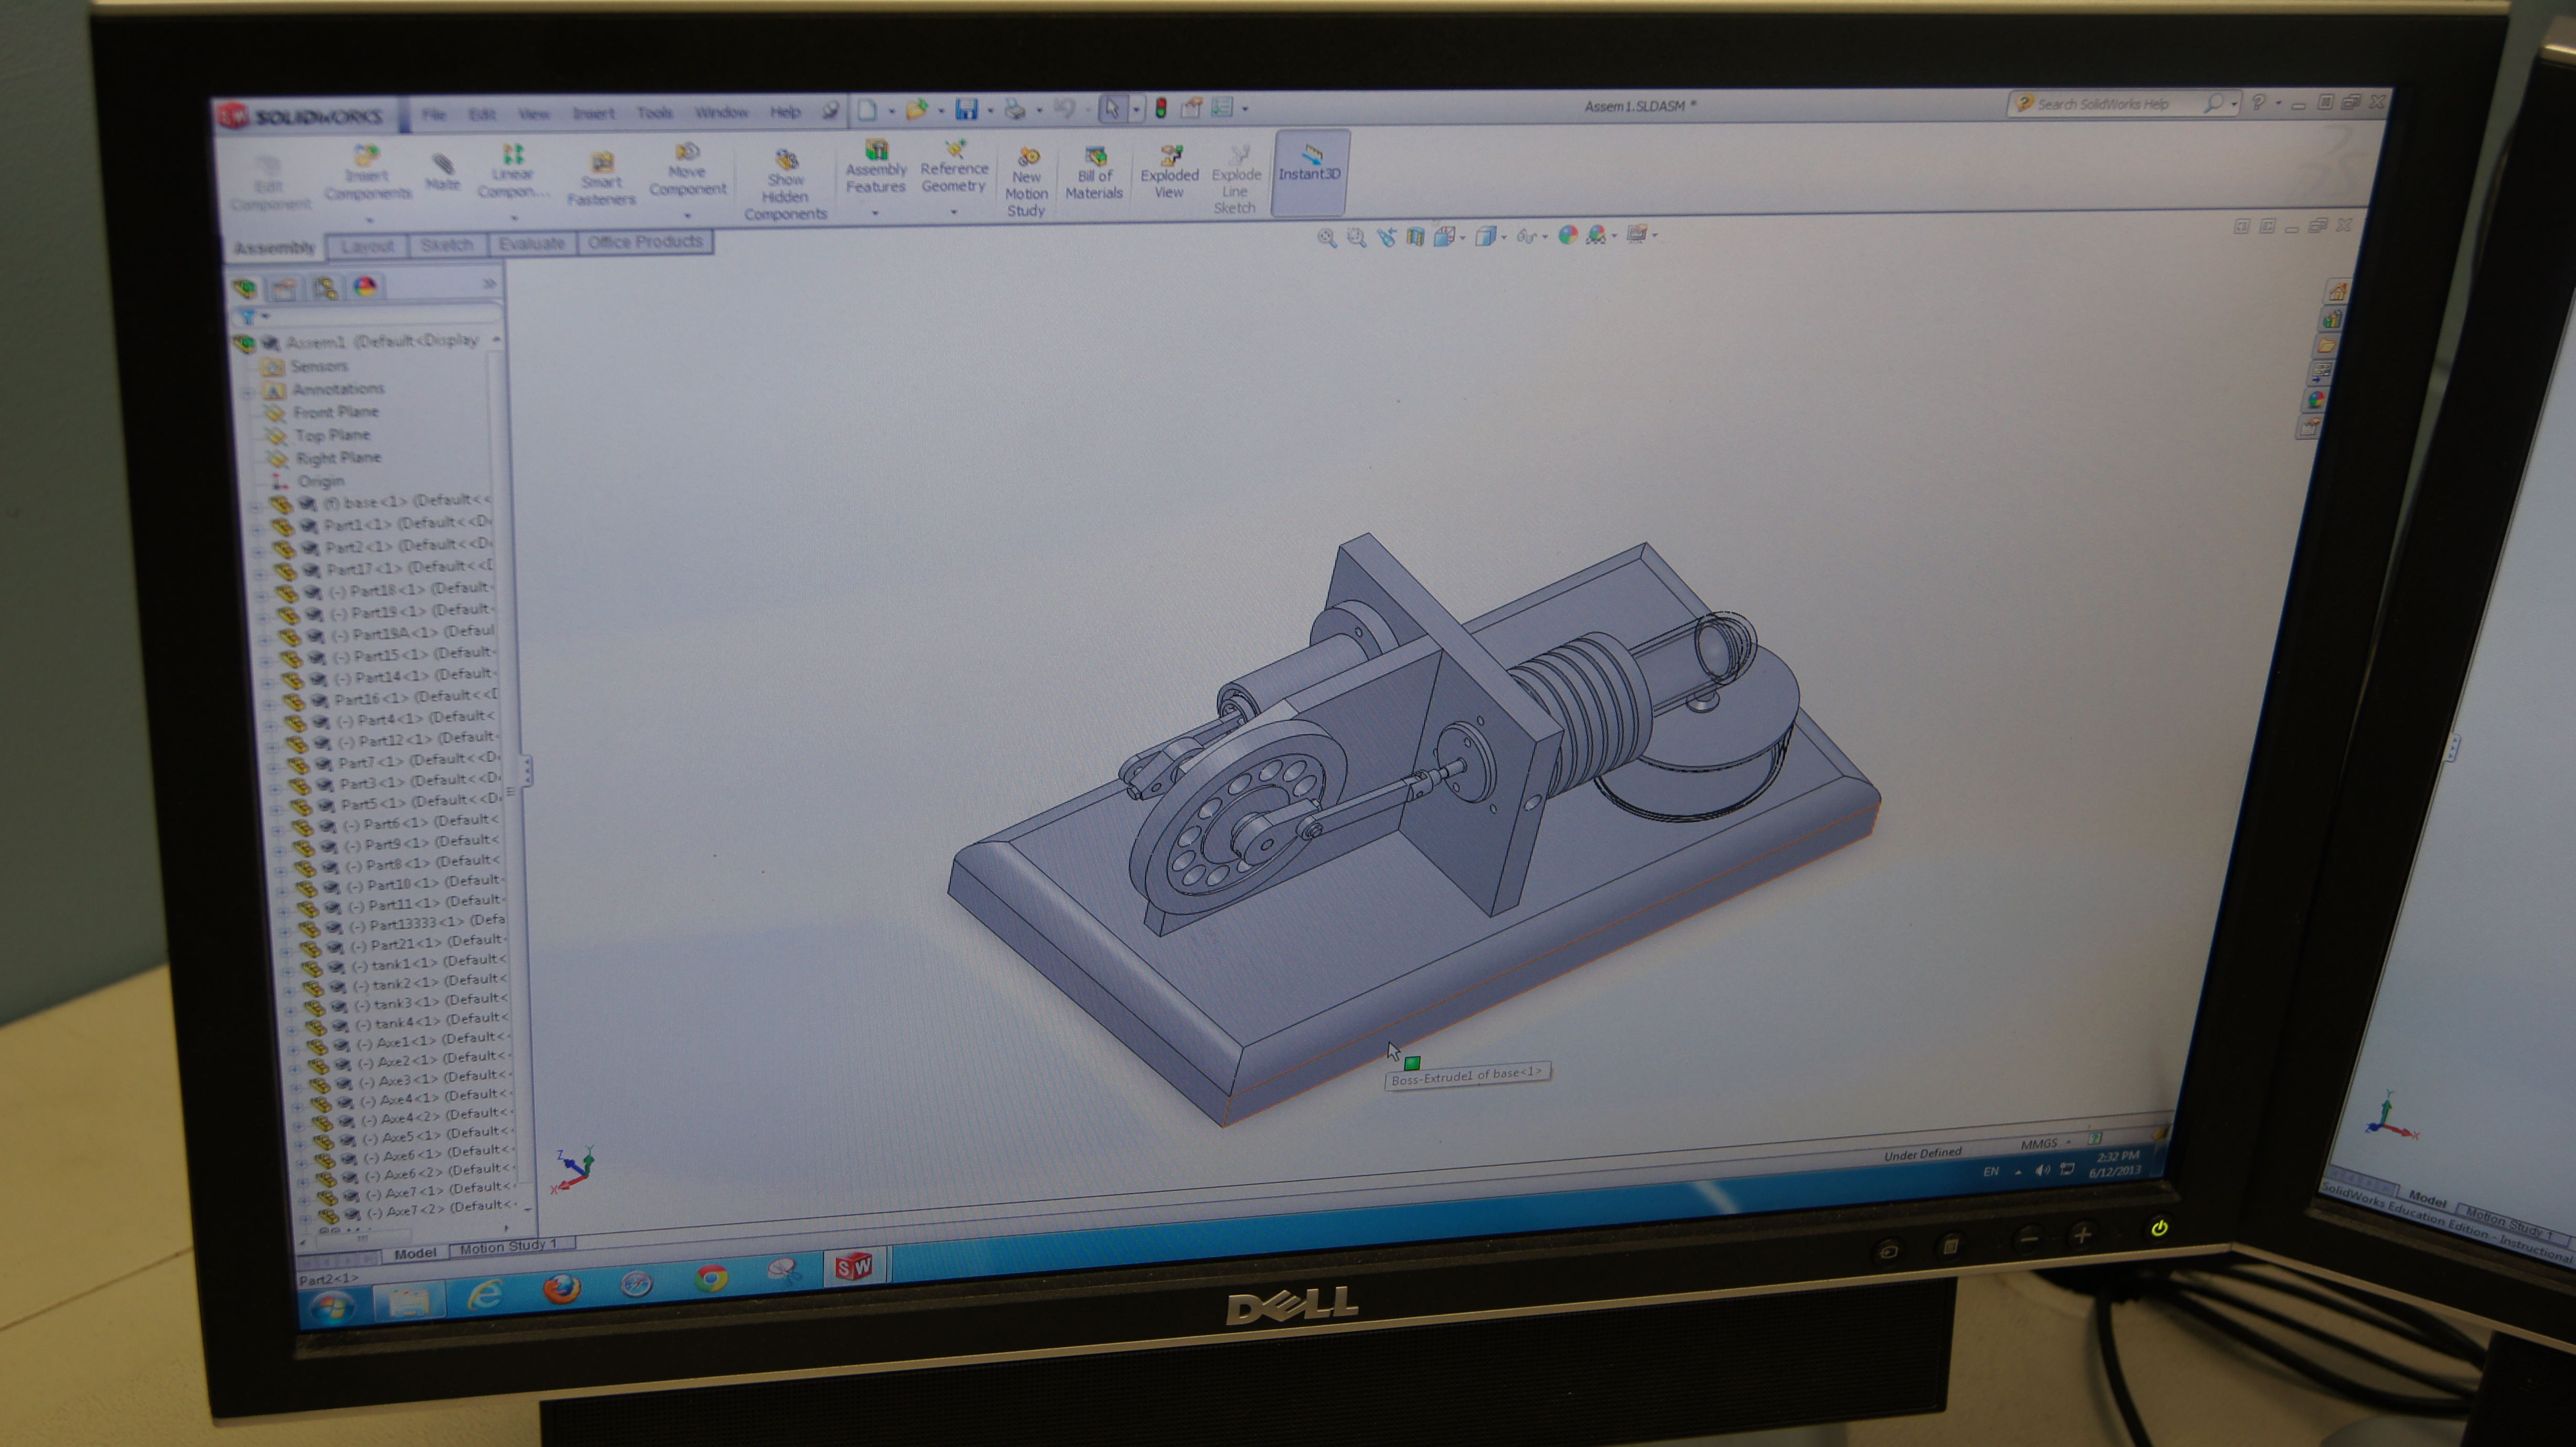 SOLIDWORKS File Edit View Insert Tools Window Help Assem1.SLDASM * Search SolidWorks Help
Edit Component
Insert Components
Mate
Linear Compon...
Smart Fasteners
Move Component
Show Hidden Components
Assembly Features
Reference Geometry
New Motion Study
Bill of Materials
Exploded View
Explode Line Sketch
Instant3D
Assembly Layout Sketch Evaluate Office Products
Assem1 (Default<Display
Sensors
Annotations
Front Plane
Top Plane
Right Plane
Origin
(f) base<1> (Default<<
Part1<1> (Default<<D
Part2<1> (Default<<D
Part17<1> (Default<<D
(-) Part18<1> (Default<
(-) Part19<1> (Default<
(-) Part19A<1> (Defaul
(-) Part15<1> (Default<
(-) Part14<1> (Default<
Part16<1> (Default<<D
(-) Part4<1> (Default<
(-) Part12<1> (Default<
Part7<1> (Default<<D
Part3<1> (Default<<D
Part5<1> (Default<<D
(-) Part6<1> (Default<
(-) Part9<1> (Default<
(-) Part8<1> (Default<
(-) Part10<1> (Default
(-) Part11<1> (Default
(-) Part13333<1> (Defa
(-) Part21<1> (Default
(-) tank1<1> (Default<
(-) tank2<1> (Default<
(-) tank3<1> (Default<
(-) tank4<1> (Default<
(-) Axe1<1> (Default<
(-) Axe2<1> (Default<
(-) Axe3<1> (Default<
(-) Axe4<1> (Default<
(-) Axe4<2> (Default<
(-) Axe5<1> (Default<
(-) Axe6<1> (Default<
(-) Axe6<2> (Default<
(-) Axe7<1> (Default<
(-) Axe7<2> (Default<
Boss-Extrude1 of base<1>
Z Y X
Model Motion Study 1
Part2<1>
Under Defined MMGS
EN 2:32 PM
6/12/2013
SW
DELL
Y X
Model Motion Study 1
SolidWorks Education Edition - Instructional